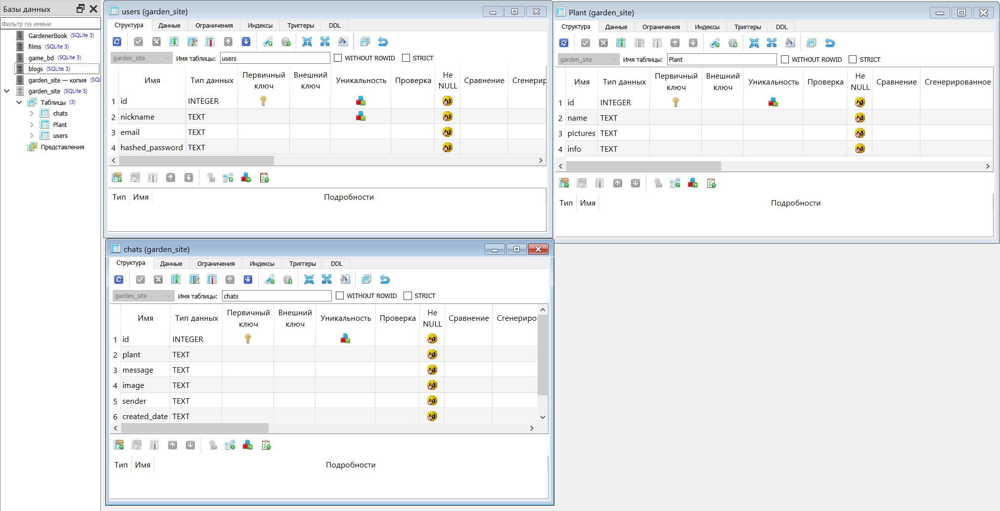 Базы данных
Фильтр по имени
GardenerBook (SQLite 3)
films (SQLite 3)
game_bd (SQLite 3)
blogs (SQLite 3)
garden_site — копия (SQL
garden_site (SQLite 3)
Таблицы (3)
chats
Plant
users
Представления
users (garden_site)
Структура Данные Ограничения Индексы Триггеры DDL
garden_site Имя таблицы: users WITHOUT ROWID STRICT
Имя Тип данных Первичный ключ Внешний ключ Уникальность Проверка Не NULL Сравнение Сгенерир
1 id INTEGER
2 nickname TEXT
3 email TEXT
4 hashed_password TEXT
Тип Имя Подробности
Plant (garden_site)
Структура Данные Ограничения Индексы Триггеры DDL
garden_site Имя таблицы: Plant WITHOUT ROWID STRICT
Имя Тип данных Первичный ключ Внешний ключ Уникальность Проверка Не NULL Сравнение Сгенерированное
1 id INTEGER
2 name TEXT
3 pictures TEXT
4 info TEXT
Тип Имя Подробности
chats (garden_site)
Структура Данные Ограничения Индексы Триггеры DDL
garden_site Имя таблицы: chats WITHOUT ROWID STRICT
Имя Тип данных Первичный ключ Внешний ключ Уникальность Проверка Не NULL Сравнение Сгенериро
1 id INTEGER
2 plant TEXT
3 message TEXT
4 image TEXT
5 sender TEXT
6 created_date TEXT
Тип Имя Подробности